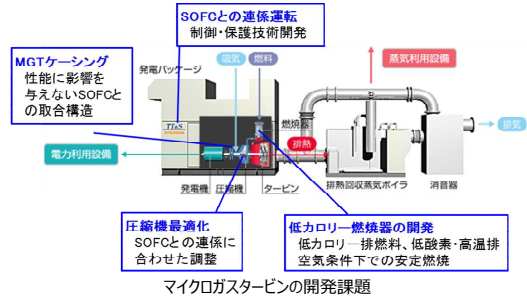 SOFCとの連係運転
制御・保護技術開発
MGTケーシング
性能に影響を
与えないSOFCと
の取合構造
発電パッケージ
吸気
燃料
蒸気利用設備
TT&S
燃焼器
排熱
排気
電力利用設備
発電機
圧縮機
タービン
排熱回収蒸気ボイラ
消音器
圧縮機最適化
SOFCとの連係に
合わせた調整
低カロリー燃焼器の開発
低カロリー排燃料、低酸素・高温排
空気条件下での安定燃焼
マイクロガスタービンの開発課題